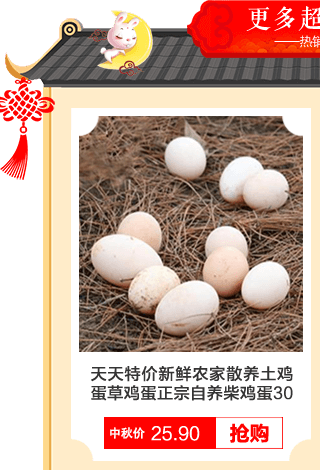 更多超
——热销
天天特价新鲜农家散养土鸡
蛋草鸡蛋正宗自养柴鸡蛋30
中秋价 25.90 抢购